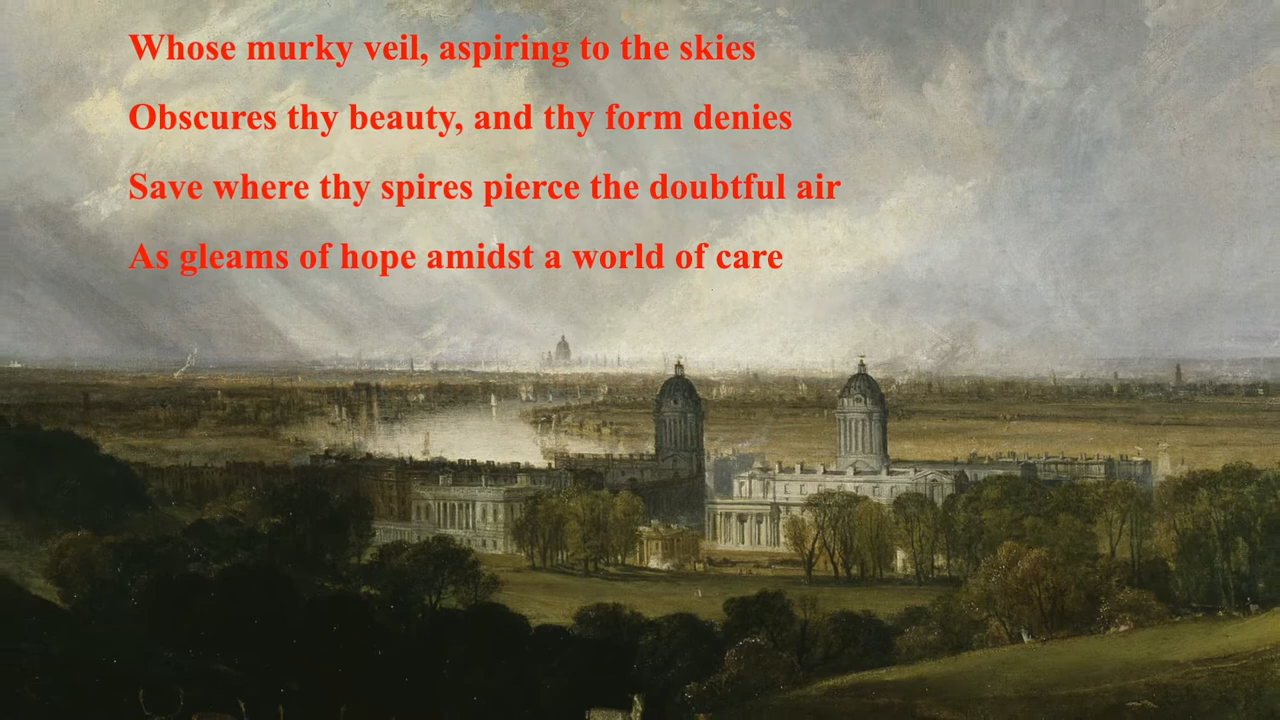 Whose murky veil, aspiring to the skies
Obscures thy beauty, and thy form denies
Save where thy spires pierce the doubtful air
As gleams of hope amidst a world of care